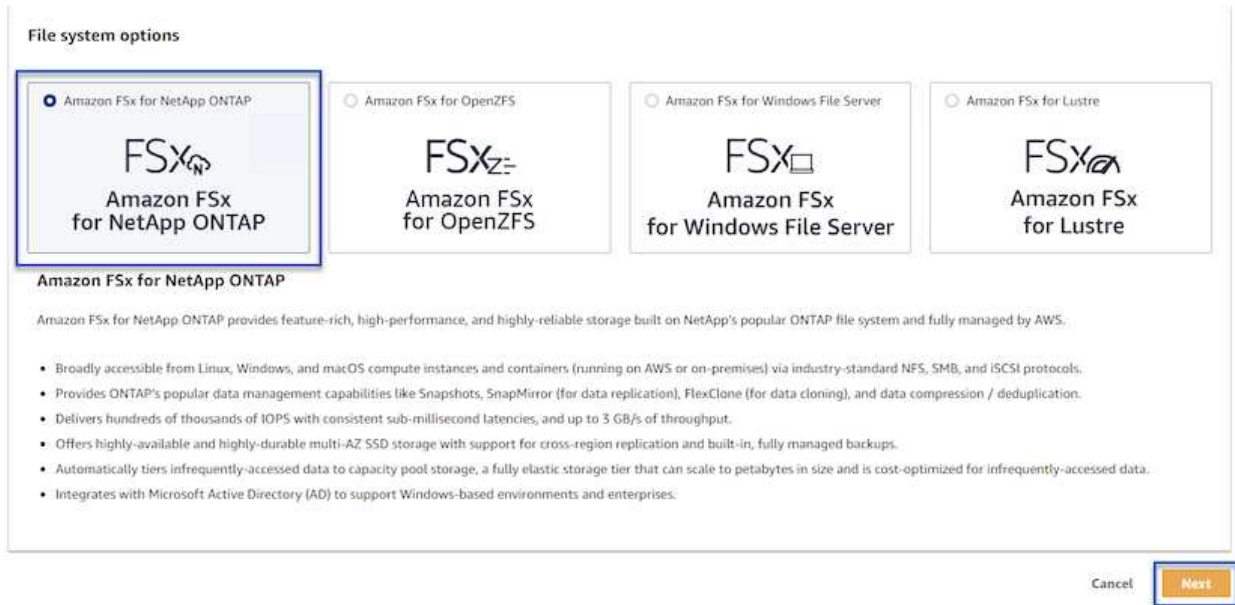 File system options
Amazon FSx for NetApp ONTAP
Amazon FSx for OpenZFS
Amazon FSx for Windows File Server
Amazon FSx for Lustre
FSx N
Amazon FSx
for NetApp ONTAP
FSx Z
Amazon FSx
for OpenZFS
FSx
Amazon FSx
for Windows File Server
FSx
Amazon FSx
for Lustre
Amazon FSx for NetApp ONTAP
Amazon FSx for NetApp ONTAP provides feature-rich, high-performance, and highly-reliable storage built on NetApp's popular ONTAP file system and fully managed by AWS.
• Broadly accessible from Linux, Windows, and macOS compute instances and containers (running on AWS or on-premises) via industry-standard NFS, SMB, and iSCSI protocols.
• Provides ONTAP's popular data management capabilities like Snapshots, SnapMirror (for data replication), FlexClone (for data cloning), and data compression / deduplication.
• Delivers hundreds of thousands of IOPS with consistent sub-millisecond latencies, and up to 3 GB/s of throughput.
• Offers highly-available and highly-durable multi-AZ SSD storage with support for cross-region replication and built-in, fully managed backups.
• Automatically tiers infrequently-accessed data to capacity pool storage, a fully elastic storage tier that can scale to petabytes in size and is cost-optimized for infrequently-accessed data.
• Integrates with Microsoft Active Directory (AD) to support Windows-based environments and enterprises.
Cancel
Next